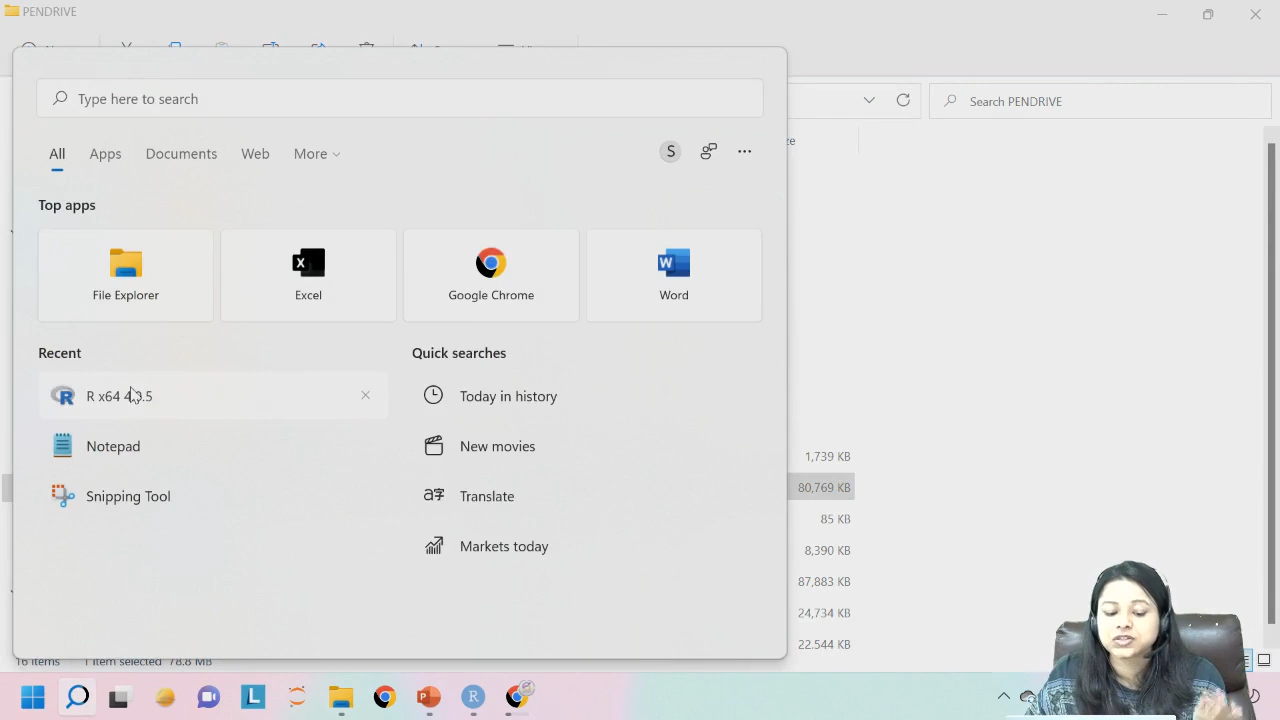 PENDRIVE
Type here to search
Search PENDRIVE
All Apps Documents Web More
S
Top apps
File Explorer Excel Google Chrome Word
Recent
Quick searches
R x64 4.0.5
Today in history
Notepad
New movies
Snipping Tool
Translate
Markets today
1,739 KB
80,769 KB
85 KB
8,390 KB
87,883 KB
24,734 KB
22,544 KB
16 items 1 item selected 78.8 MB